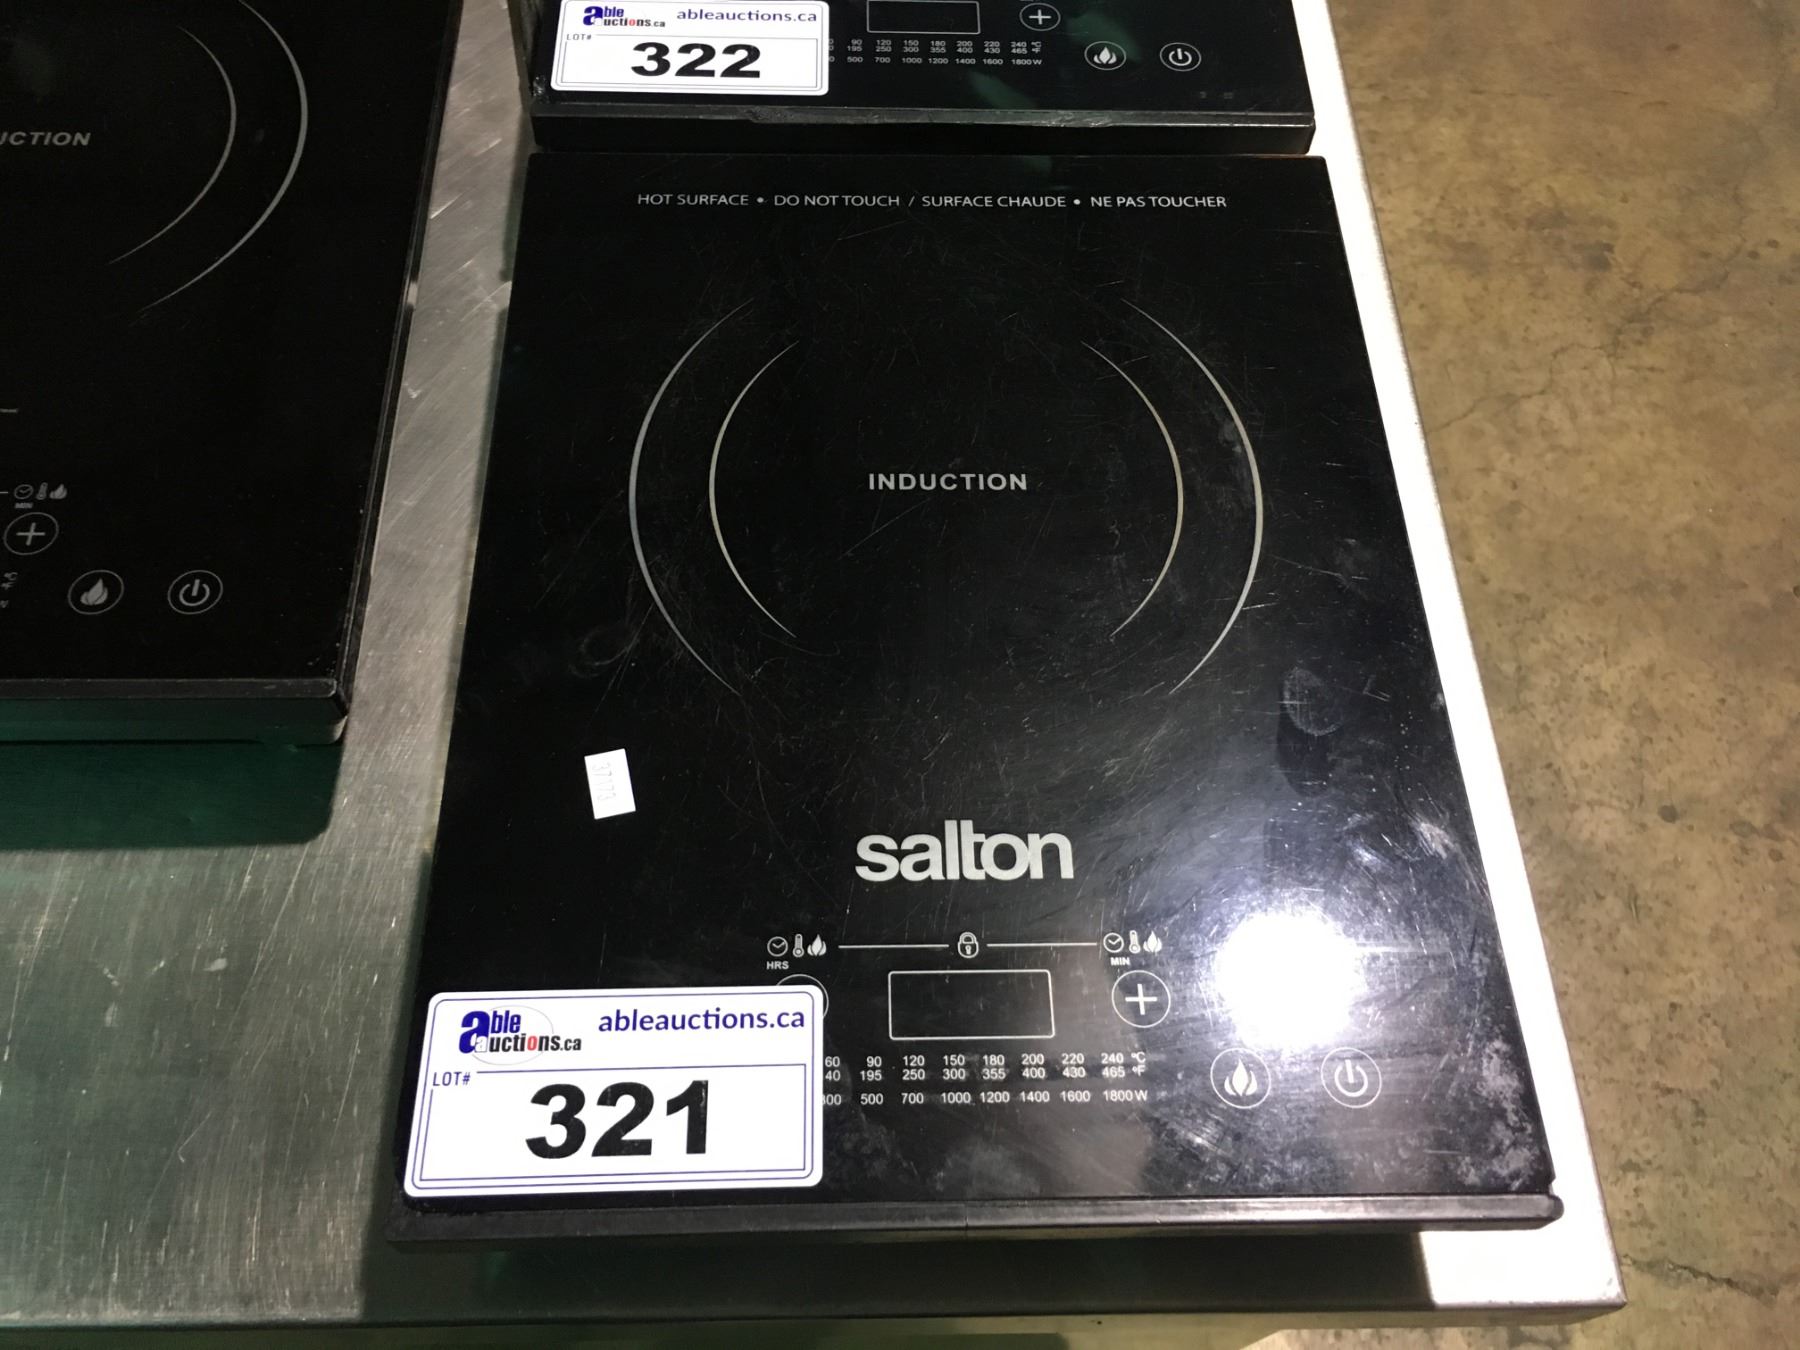 able auctions.ca ableauctions.ca
LOT#
322
90 120 150 180 200 220 240 °C
195 250 300 355 400 430 465 °F
500 700 1000 1200 1400 1600 1800W
UCTION
MIN
HOT SURFACE • DO NOT TOUCH / SURFACE CHAUDE • NE PAS TOUCHER
INDUCTION
37173
salton
HRS MIN
able auctions.ca ableauctions.ca
LOT#
321
60 90 120 150 180 200 220 240 °C
40 195 250 300 355 400 430 465 °F
300 500 700 1000 1200 1400 1600 1800W